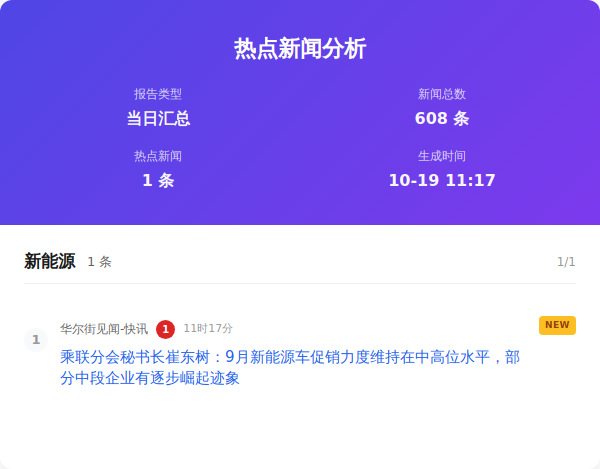 热点新闻分析
报告类型
新闻总数
当日汇总
608 条
热点新闻
生成时间
1 条
10-19 11:17
新能源 1 条 1/1
1 华尔街见闻-快讯 1 11时17分 NEW
乘联分会秘书长崔东树：9月新能源车促销力度维持在中高位水平，部
分中段企业有逐步崛起迹象